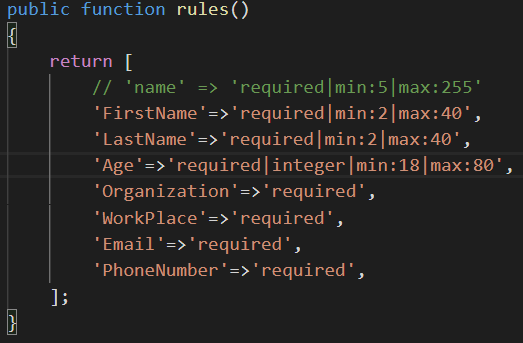 public function rules()
{
    return [
        // 'name' => 'required|min:5|max:255'
        'FirstName'=>'required|min:2|max:40',
        'LastName'=>'required|min:2|max:40',
        'Age'=>'required|integer|min:18|max:80',
        'Organization'=>'required',
        'WorkPlace'=>'required',
        'Email'=>'required',
        'PhoneNumber'=>'required',
    ];
}